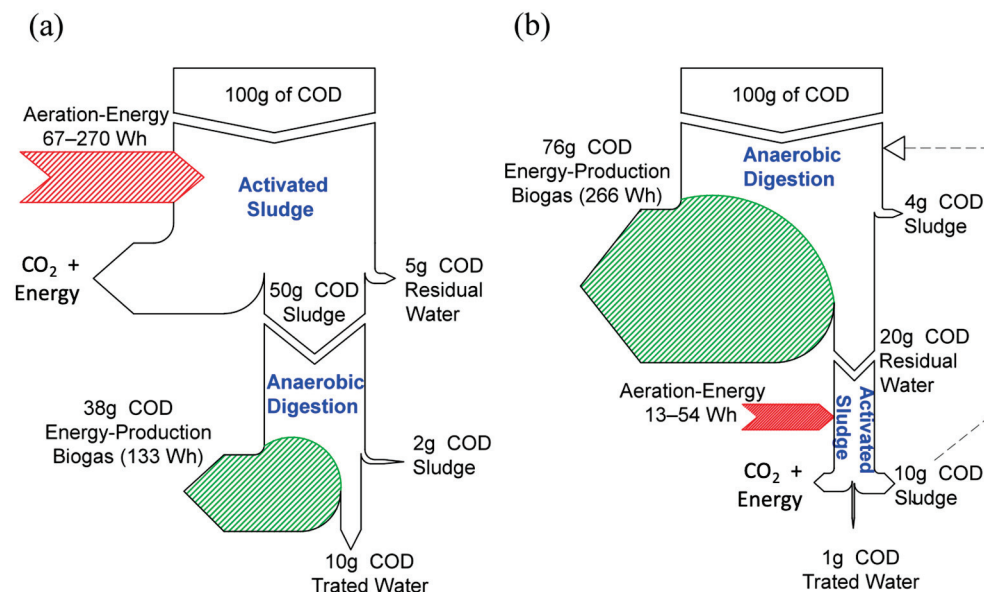 (a)
100g of COD
Aeration-Energy
67–270 Wh
Activated
Sludge
CO2 +
Energy
50g COD
Sludge
5g COD
Residual
Water
Anaerobic
Digestion
38g COD
Energy-Production
Biogas (133 Wh)
2g COD
Sludge
10g COD
Trated Water
(b)
100g of COD
76g COD
Energy-Production
Biogas (266 Wh)
Anaerobic
Digestion
4g COD
Sludge
20g COD
Residual
Water
Aeration-Energy
13–54 Wh
Activated
Sludge
CO2 +
Energy
10g COD
Sludge
1g COD
Trated Water